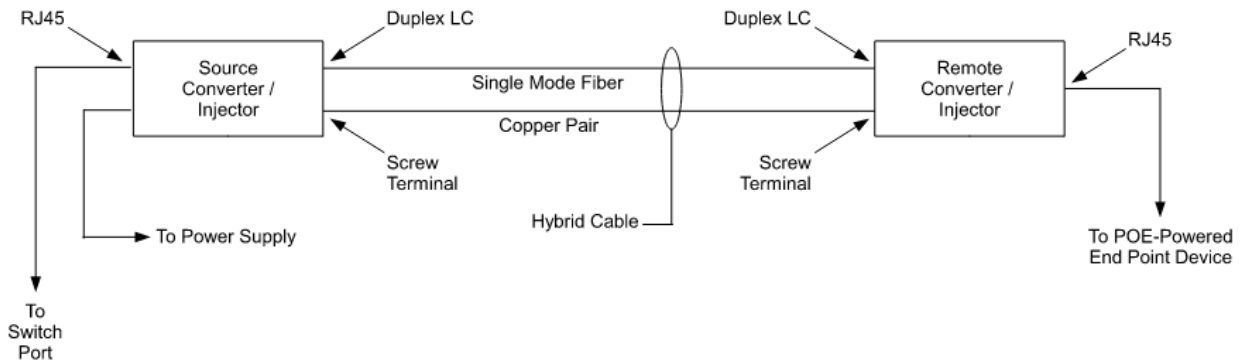 RJ45
Duplex LC
Duplex LC
RJ45
Source
Converter /
Injector
Single Mode Fiber
Remote
Converter /
Injector
Copper Pair
Screw
Terminal
Screw
Terminal
Hybrid Cable
To Power Supply
To POE-Powered
End Point Device
To
Switch
Port